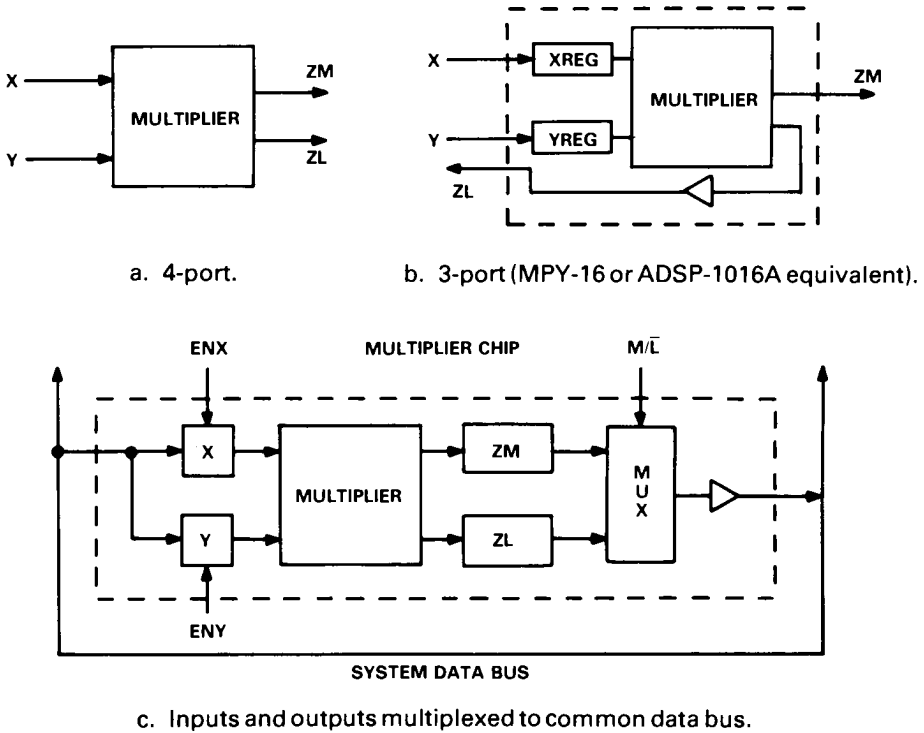 X
Y
MULTIPLIER
ZM
ZL
a. 4-port.
X
Y
ZL
XREG
YREG
MULTIPLIER
ZM
b. 3-port (MPY-16 or ADSP-1016A equivalent).
ENX
MULTIPLIER CHIP
M/L̅
X
Y
MULTIPLIER
ZM
ZL
MUX
ENY
SYSTEM DATA BUS
c. Inputs and outputs multiplexed to common data bus.